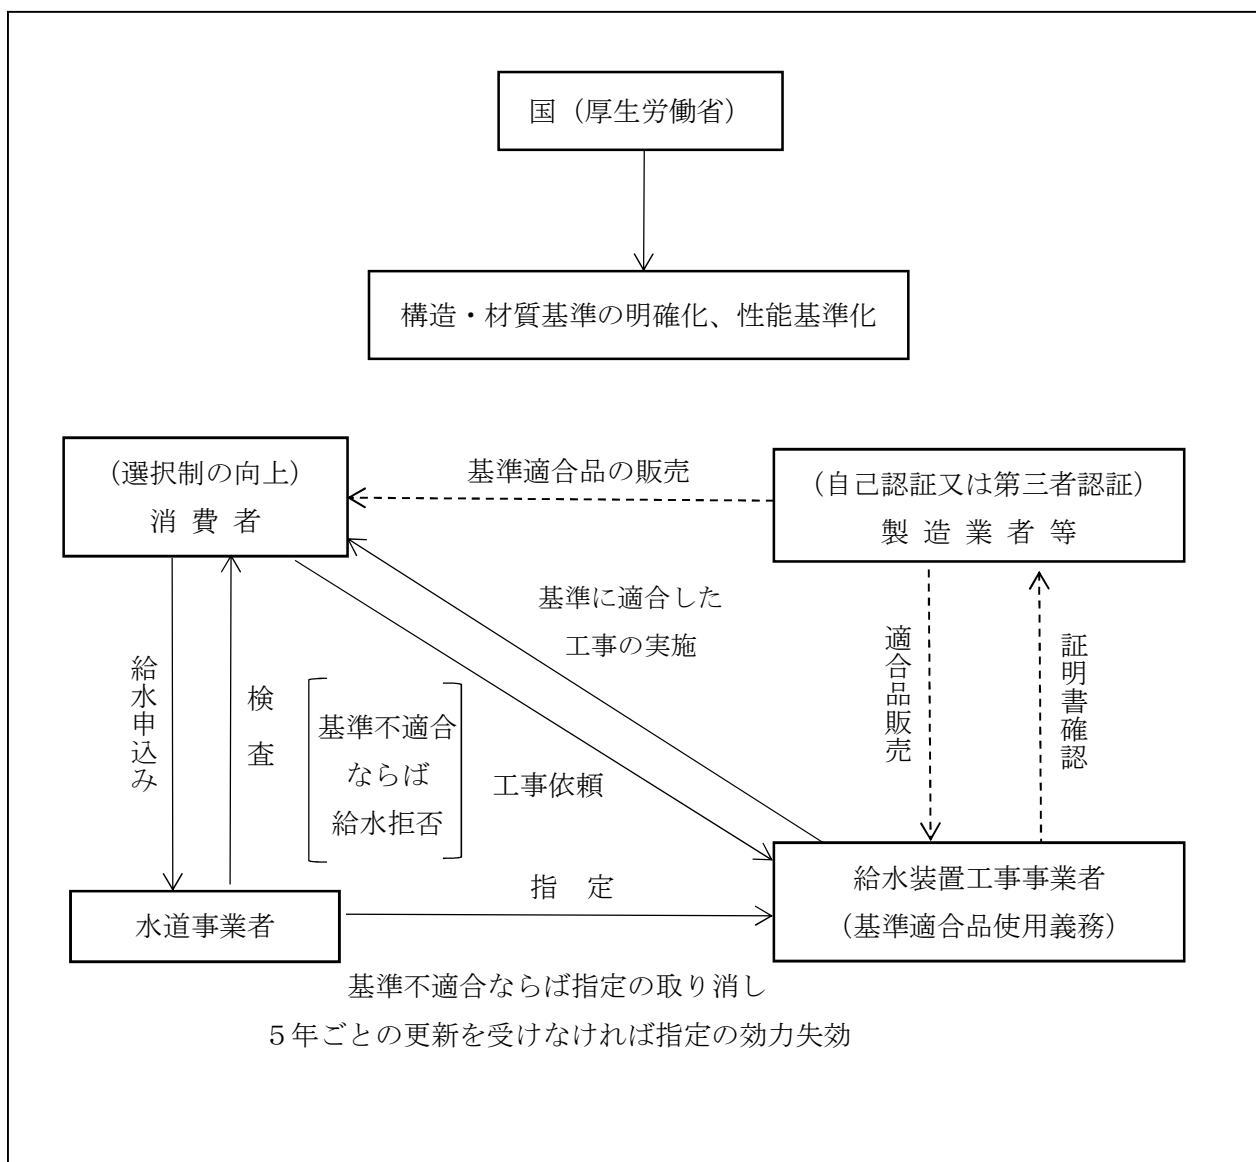 国（厚生労働省）
構造・材質基準の明確化、性能基準化
（選択制の向上）
消 費 者
基準適合品の販売
（自己認証又は第三者認証）
製 造 業 者 等
基準に適合した
工事の実施
給水申込み
検査
基準不適合
ならば
給水拒否
工事依頼
適合品販売
証明書確認
水道事業者
指　定
給水装置工事事業者
（基準適合品使用義務）
基準不適合ならば指定の取り消し
５年ごとの更新を受けなければ指定の効力失効